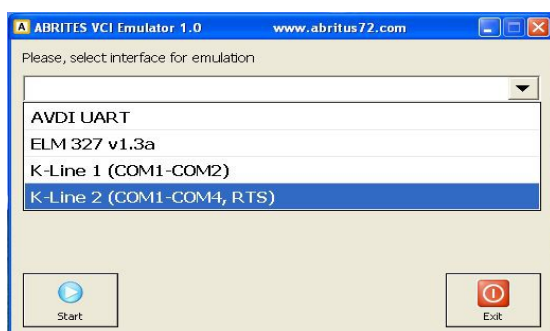 A ABRITES VCI Emulator 1.0 www.abritus72.com
Please, select interface for emulation
AVDI UART
ELM 327 v1.3a
K-Line 1 (COM1-COM2)
K-Line 2 (COM1-COM4, RTS)
Start Exit